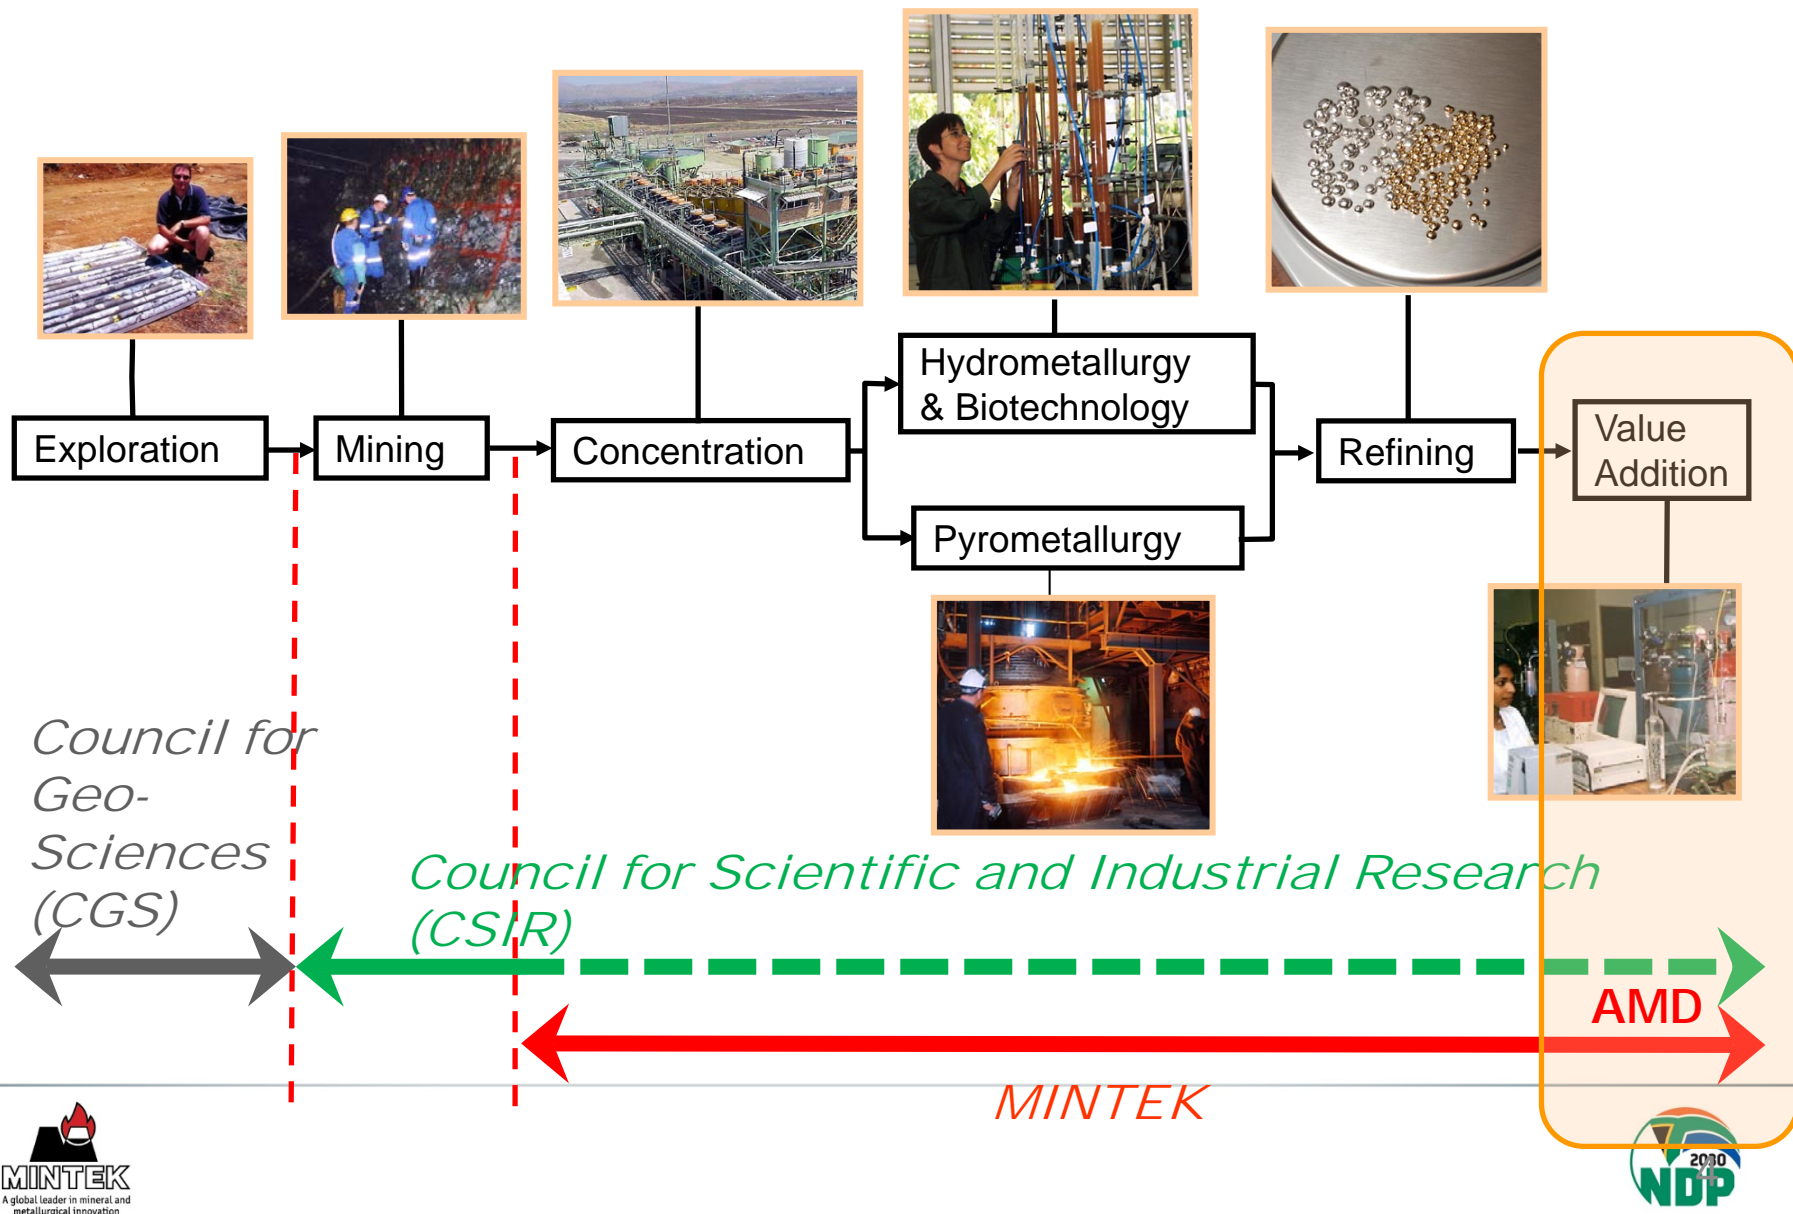 Hydrometallurgy
& Biotechnology
Exploration
Mining
Concentration
Refining
Value
Addition
Pyrometallurgy
Council for
Geo-
Sciences
(CGS)
Council for Scientific and Industrial Research
(CSIR)
AMD
MINTEK
MINTEK
A global leader in mineral and
metallurgical innovation
2030
NDP
4